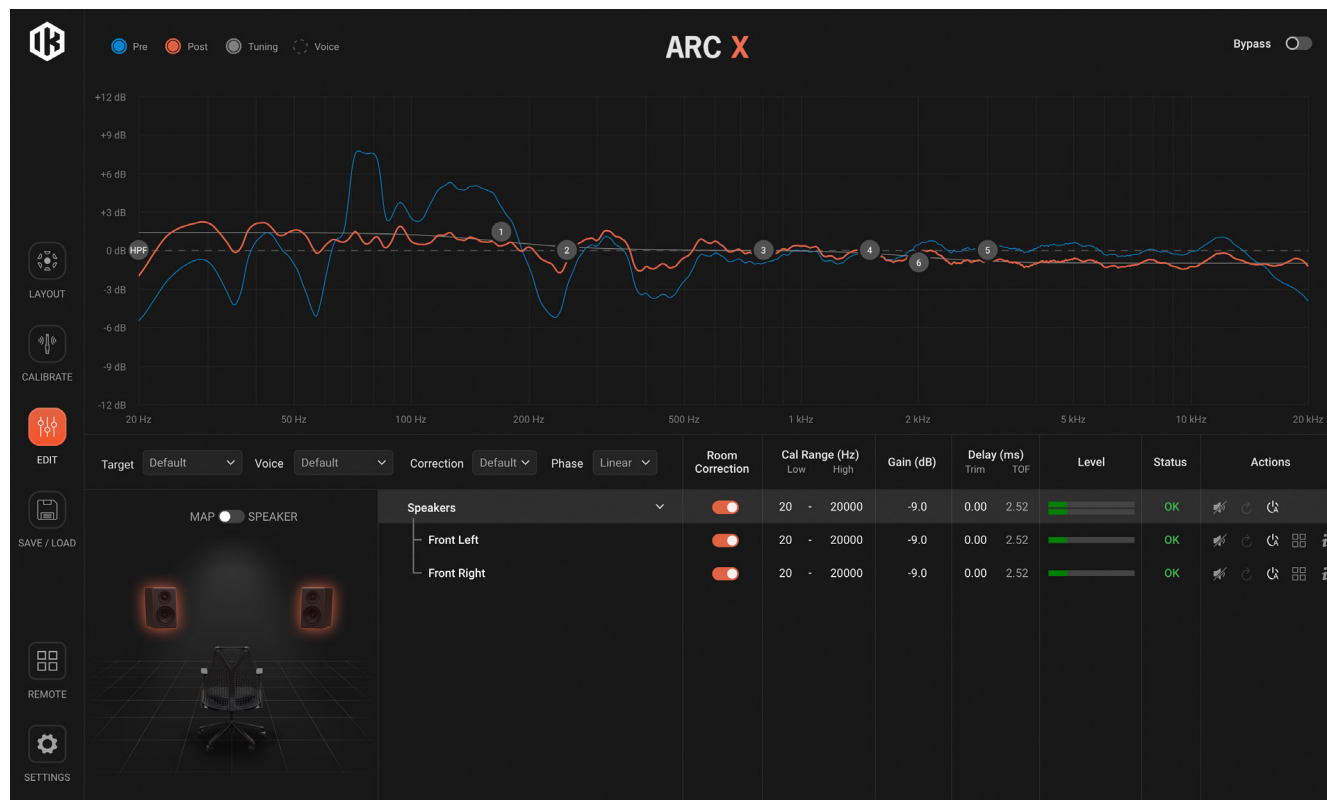 Pre Post Tuning Voice
ARC X
Bypass
+12 dB
+9 dB
+6 dB
+3 dB
0 dB
-3 dB
-6 dB
-9 dB
-12 dB
HPF
1
2
3
4
6
5
20 Hz 50 Hz 100 Hz 200 Hz 500 Hz 1 kHz 2 kHz 5 kHz 10 kHz 20 kHz
LAYOUT
CALIBRATE
EDIT
SAVE / LOAD
REMOTE
SETTINGS
Target Default Voice Default Correction Default Phase Linear
Room Correction
Cal Range (Hz)
Low High
Gain (dB)
Delay (ms)
Trim TOF
Level
Status
Actions
MAP SPEAKER
Speakers 20 - 20000 -9.0 0.00 2.52 OK
Front Left 20 - 20000 -9.0 0.00 2.52 OK
Front Right 20 - 20000 -9.0 0.00 2.52 OK